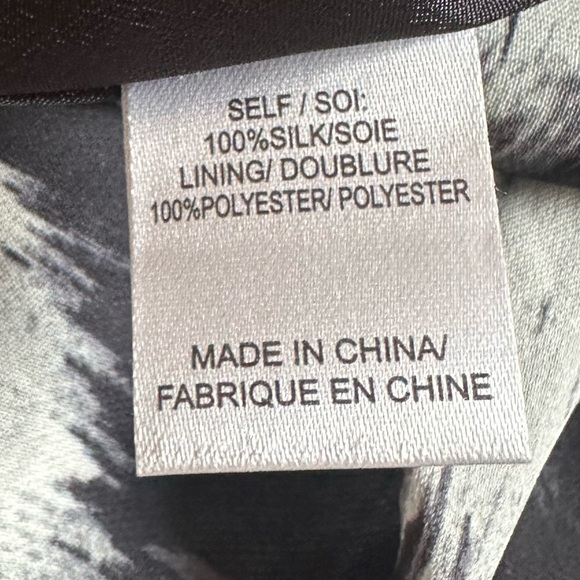 SELF / SOI:
100%SILK/SOIE
LINING/ DOUBLURE
100%POLYESTER/ POLYESTER
MADE IN CHINA/
FABRIQUE EN CHINE